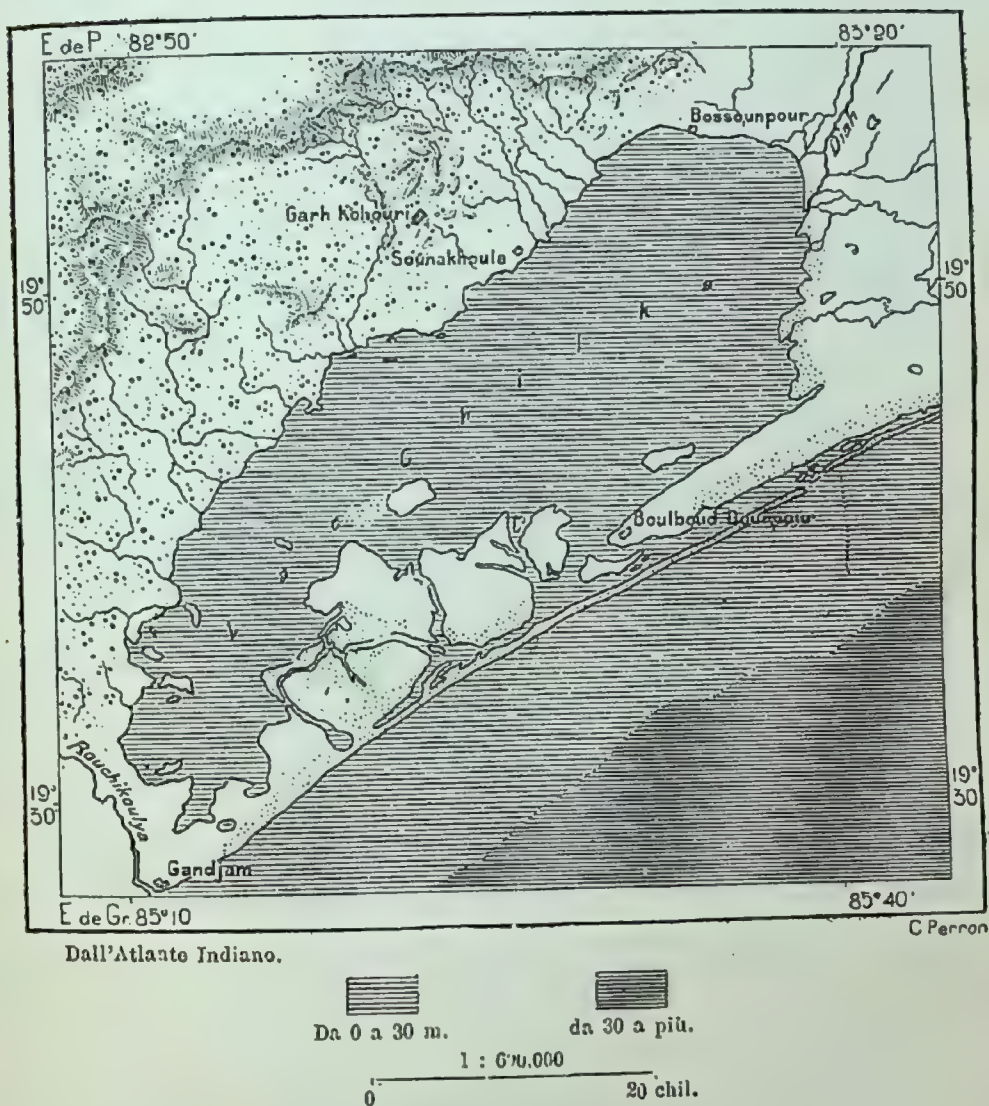 E de P. 82°50'
83°20'
Bossounpour
Diah
a
Garh Kohouri
Sounakhoula
19°
50'
19°
50
19°
30'
19°
30
Rauchikoulya
Gandjam
E de Gr. 85°10
85°40'
C Perron
Dall'Atlante Indiano.
Da 0 a 30 m.
da 30 a più.
0
20 chil.